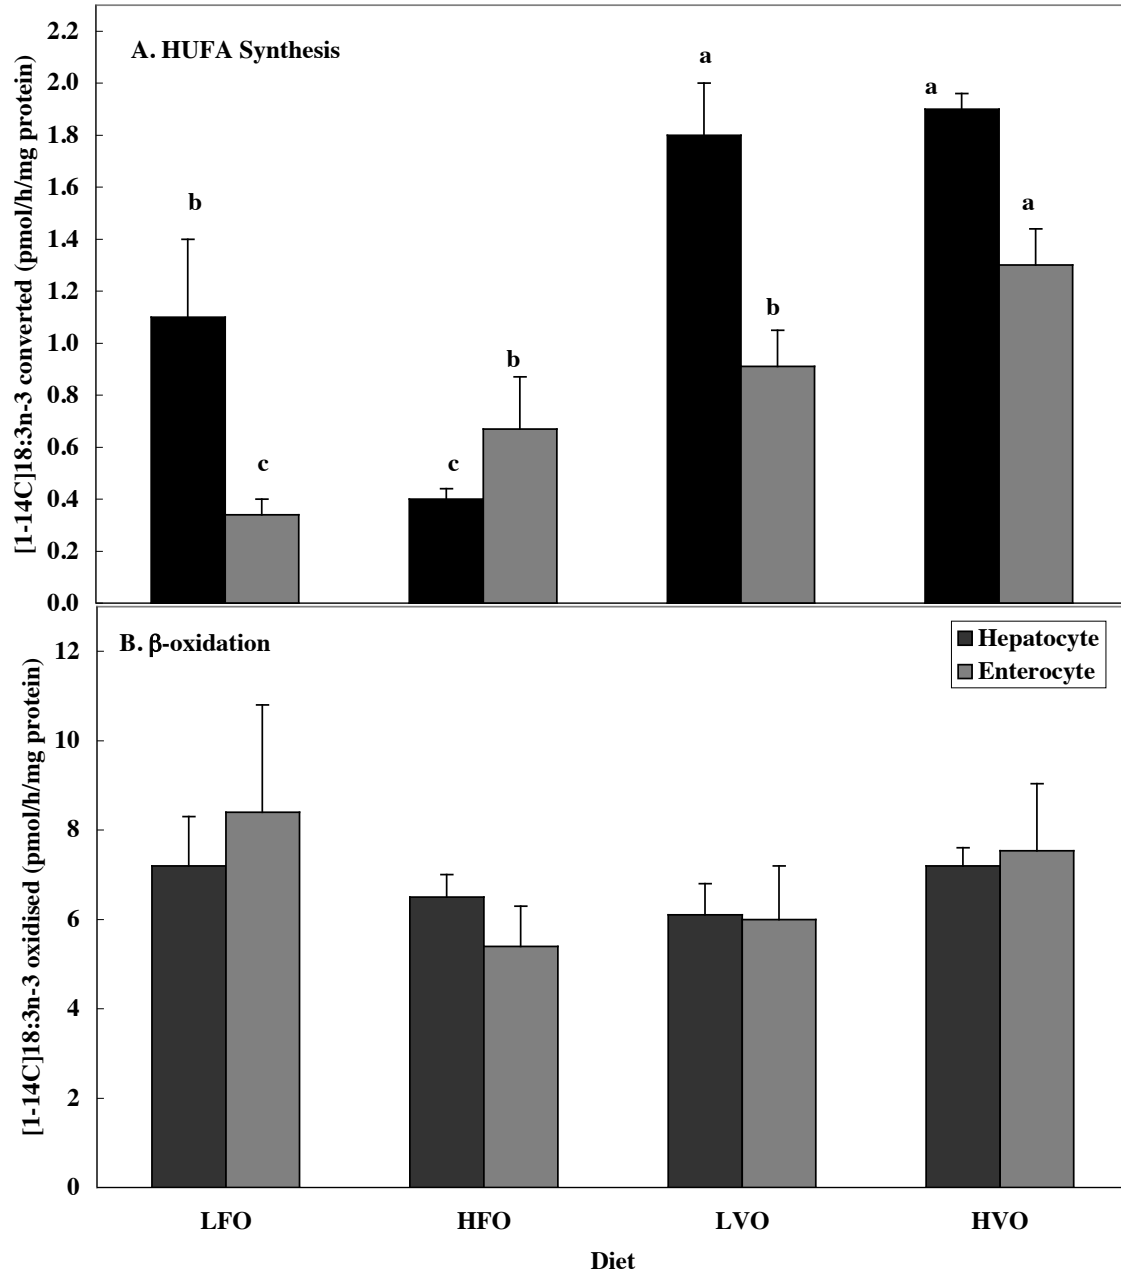 A. HUFA Synthesis
[1-14C]18:3n-3 converted (pmol/h/mg protein)
2.2
2.0
1.8
1.6
1.4
1.2
1.0
0.8
0.6
0.4
0.2
0.0
b
c
c
b
a
b
a
a
B. β-oxidation
Hepatocyte
Enterocyte
[1-14C]18:3n-3 oxidised (pmol/h/mg protein)
12
10
8
6
4
2
0
LFO HFO LVO HVO
Diet